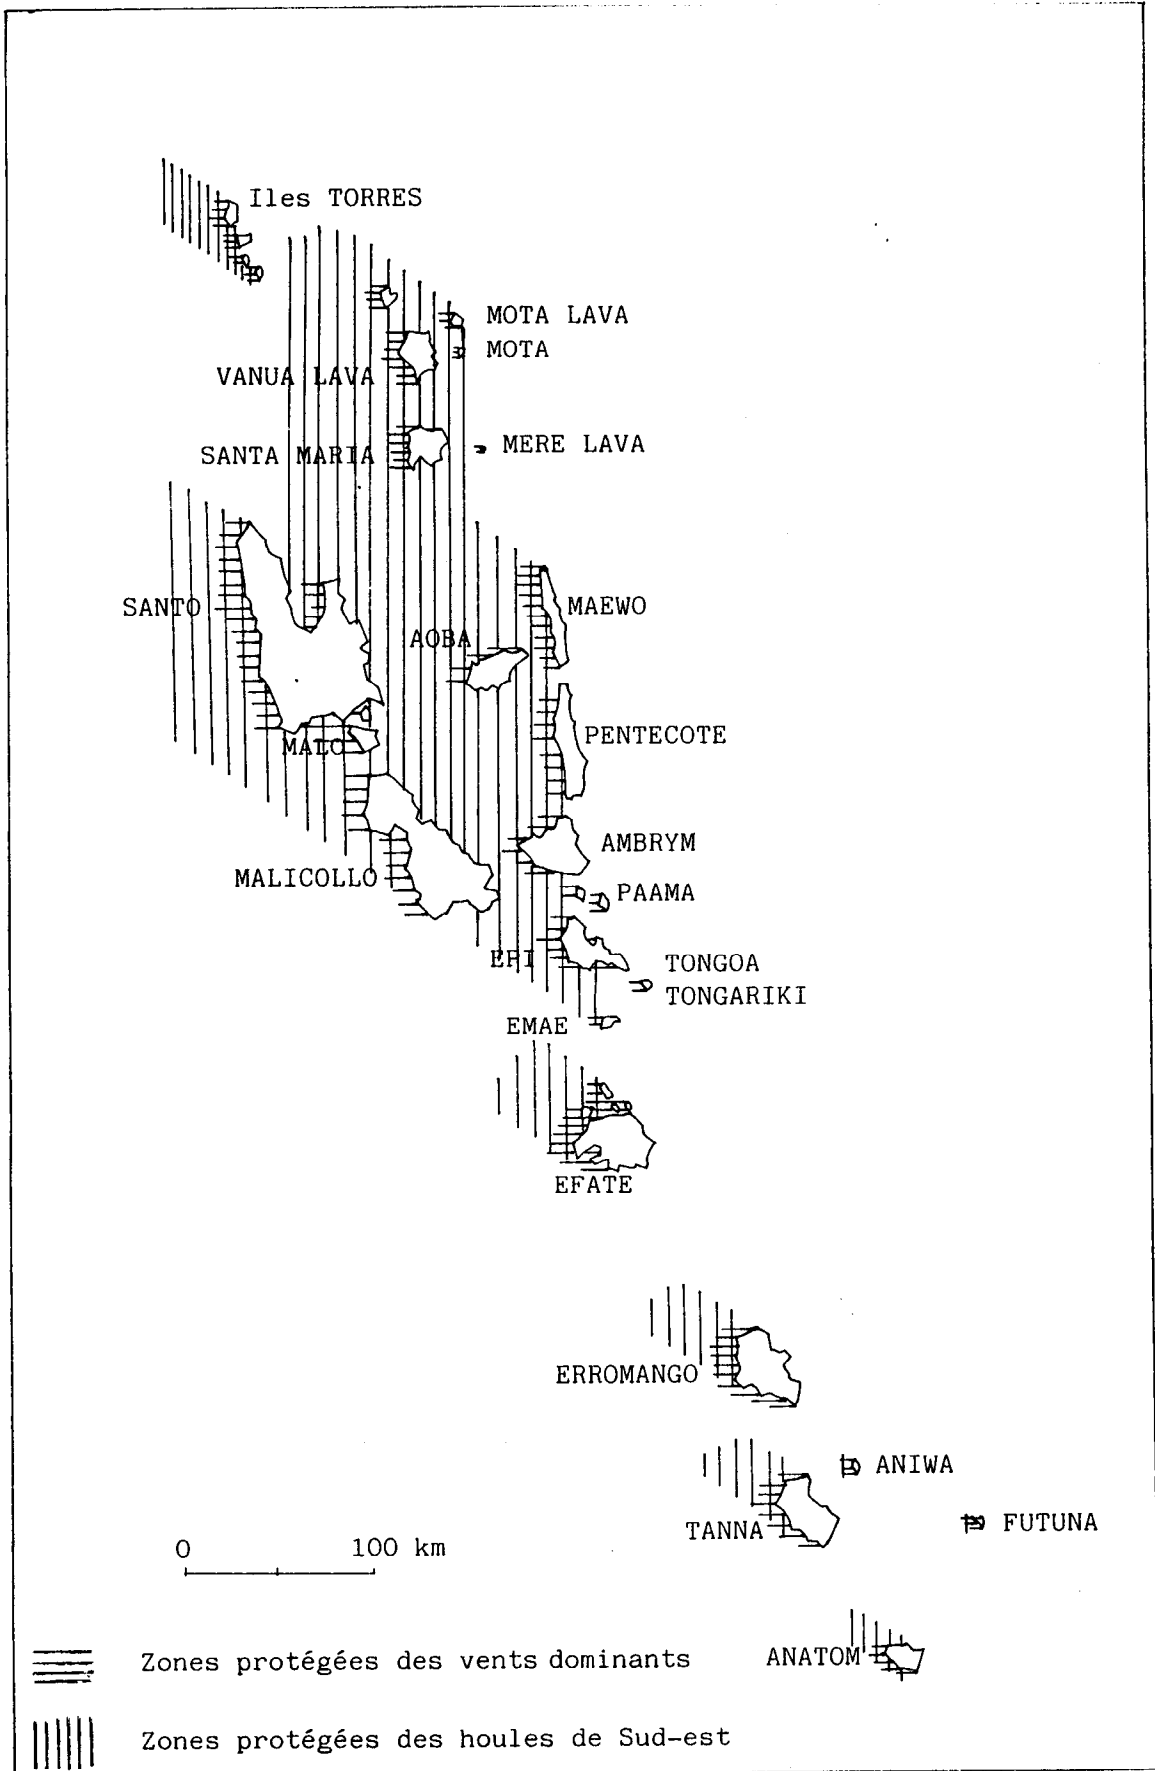 Iles TORRES
MOTA LAVA
MOTA
VANUA LAVA
MERE LAVA
SANTA MARIA
SANTO
MAEWO
AOBA
PENTECOTE
MALO
AMBRYM
MALICOLLO
PAAMA
EPI
TONGOA
TONGARIKI
EMAE
EFATE
ERROMANGO
ANIWA
TANNA
FUTUNA
0 100 km
ANATOM
Zones protégées des vents dominants
Zones protégées des houles de Sud-est